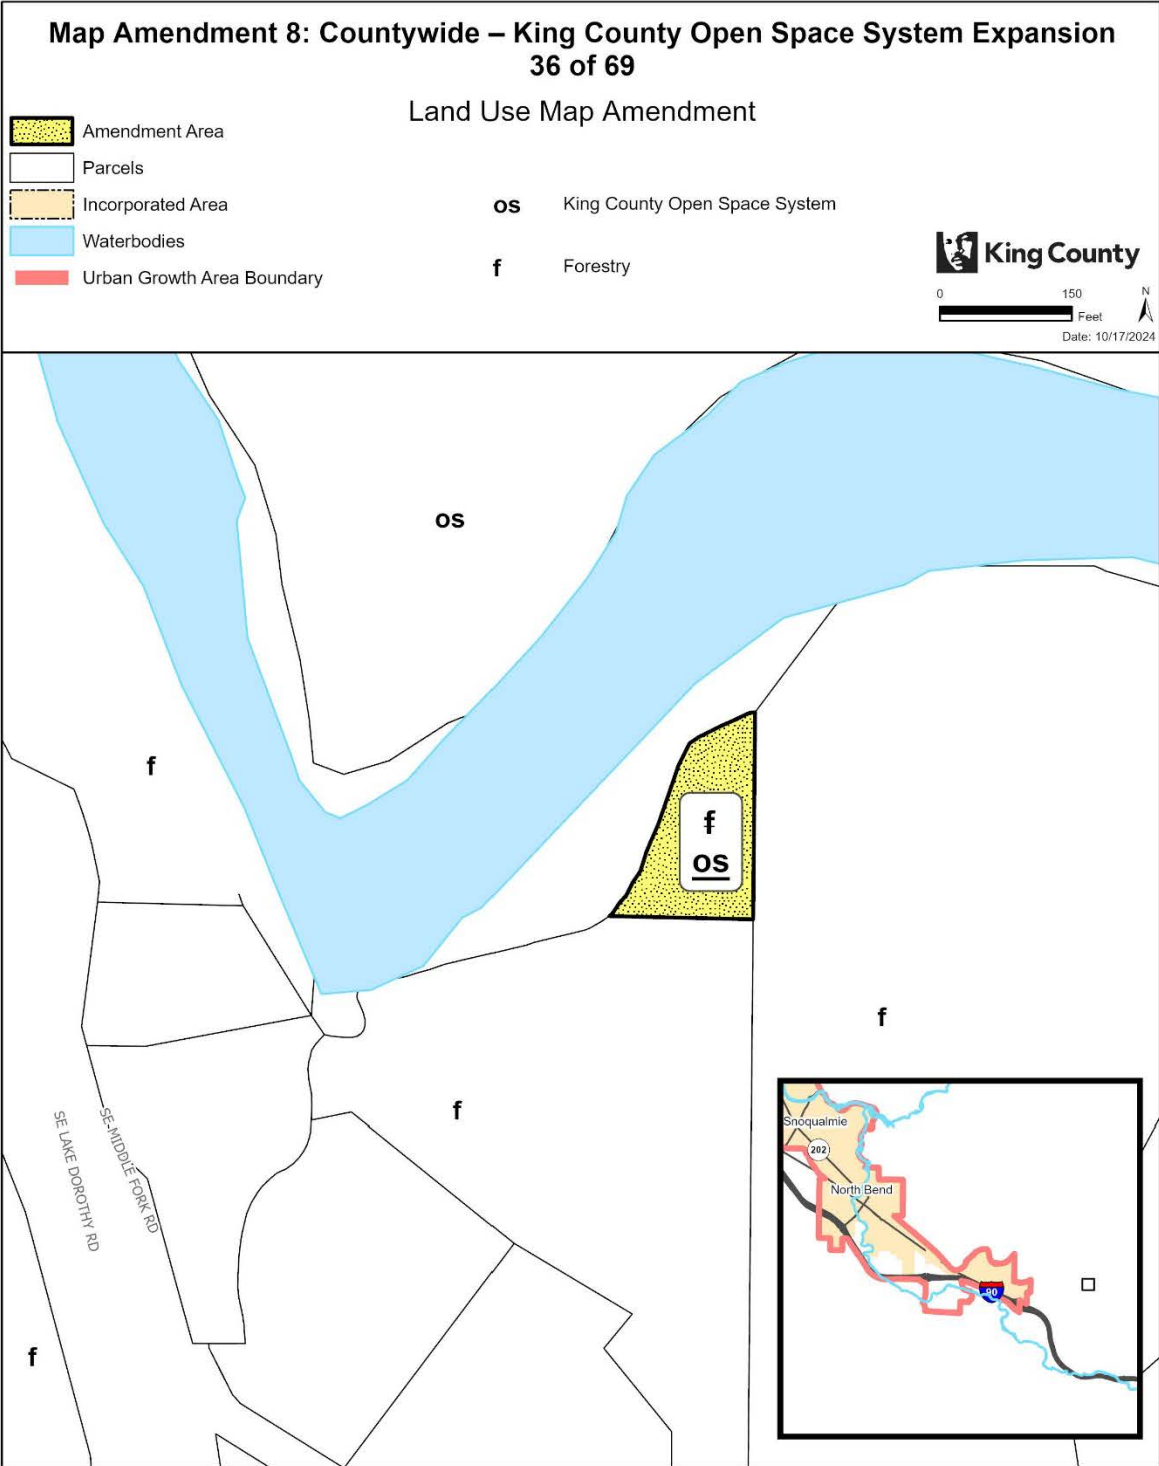 Map Amendment 8: Countywide – King County Open Space System Expansion
36 of 69
Land Use Map Amendment
Amendment Area
Parcels
Incorporated Area
Waterbodies
Urban Growth Area Boundary
os King County Open Space System
f Forestry
King County
0 150
Feet
N
Date: 10/17/2024
os
f
f
os
f
f
SE LAKE DOROTHY RD
SE MIDDLE FORK RD
f
Snoqualmie
202
North Bend
90